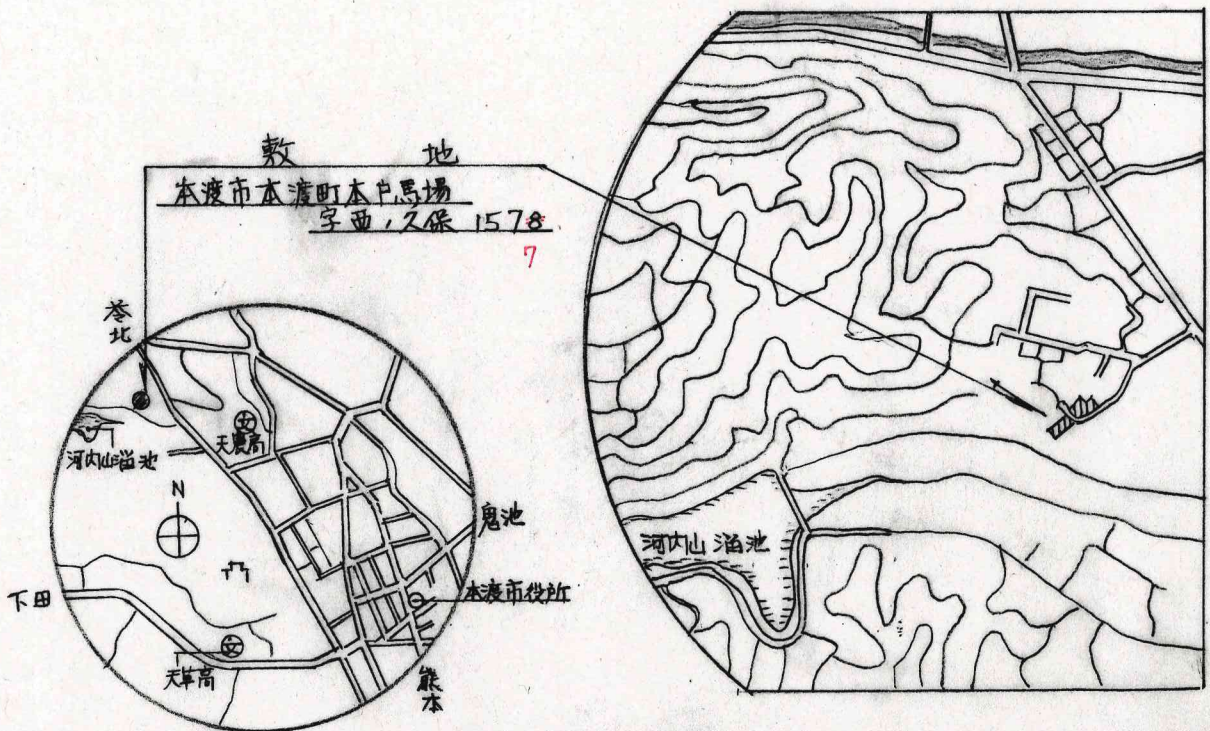 敷地
本渡市本渡町本戸馬場
字西ノ久保 1578
7
苓北
天農高
河内山溜池
N
鬼池
下田
本渡市役所
天草高
熊本
河内山溜池